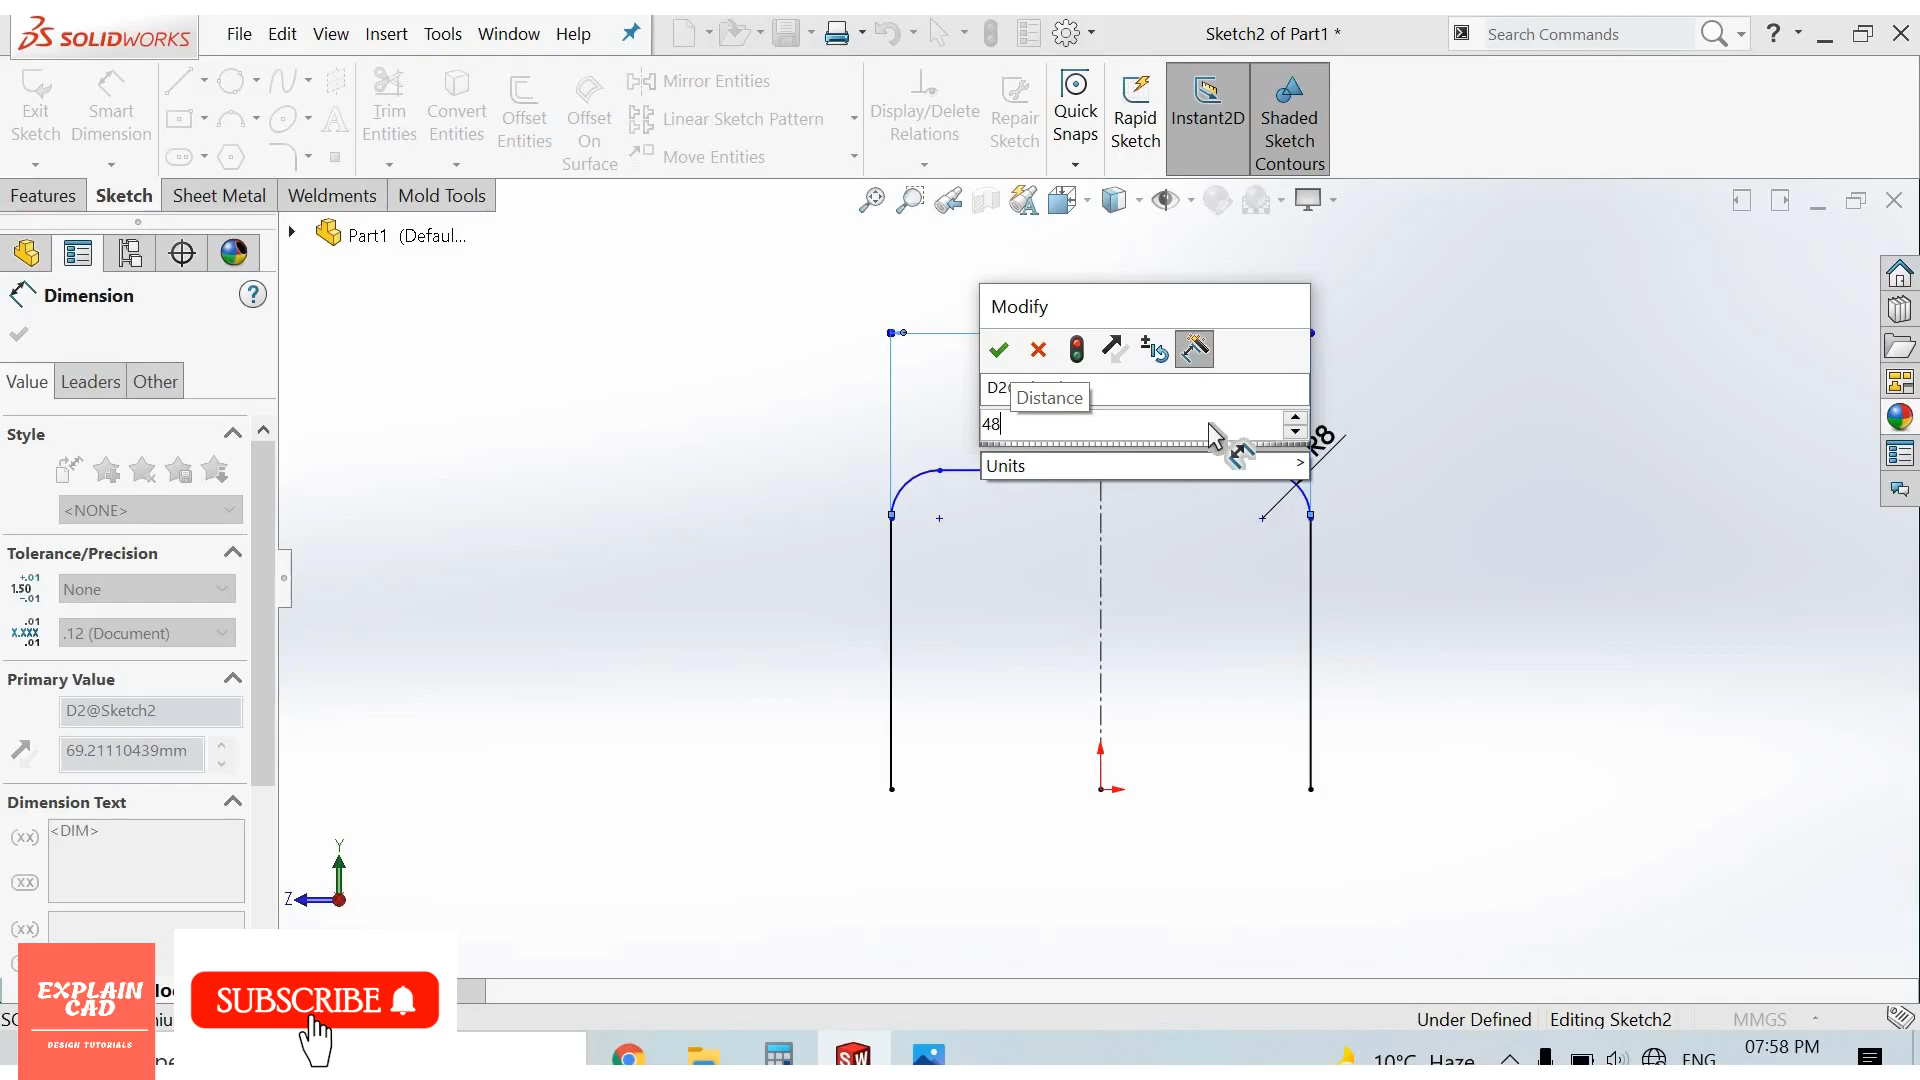 SOLIDWORKS
File Edit View Insert Tools Window Help
Sketch2 of Part1 *
Search Commands
Exit Sketch
Smart Dimension
Trim Entities
Convert Entities
Offset Entities
Offset On Surface
Mirror Entities
Linear Sketch Pattern
Move Entities
Display/Delete Relations
Repair Sketch
Quick Snaps
Rapid Sketch
Instant2D
Shaded Sketch Contours
Features Sketch Sheet Metal Weldments Mold Tools
Part1 (Defaul...
Dimension
Value Leaders Other
Style
<NONE>
Tolerance/Precision
+.01
1.50
-.01
None
.01
X.XXX
.01
.12 (Document)
Primary Value
D2@Sketch2
69.21110439mm
Dimension Text
(xx)
<DIM>
(xx)
(xx)
Modify
Distance
48
Units >
R8
Y
Z
EXPLAIN
CAD
DESIGN TUTORIALS
SUBSCRIBE
Under Defined Editing Sketch2 MMGS
SW
10°C Haze
ENG
07:58 PM